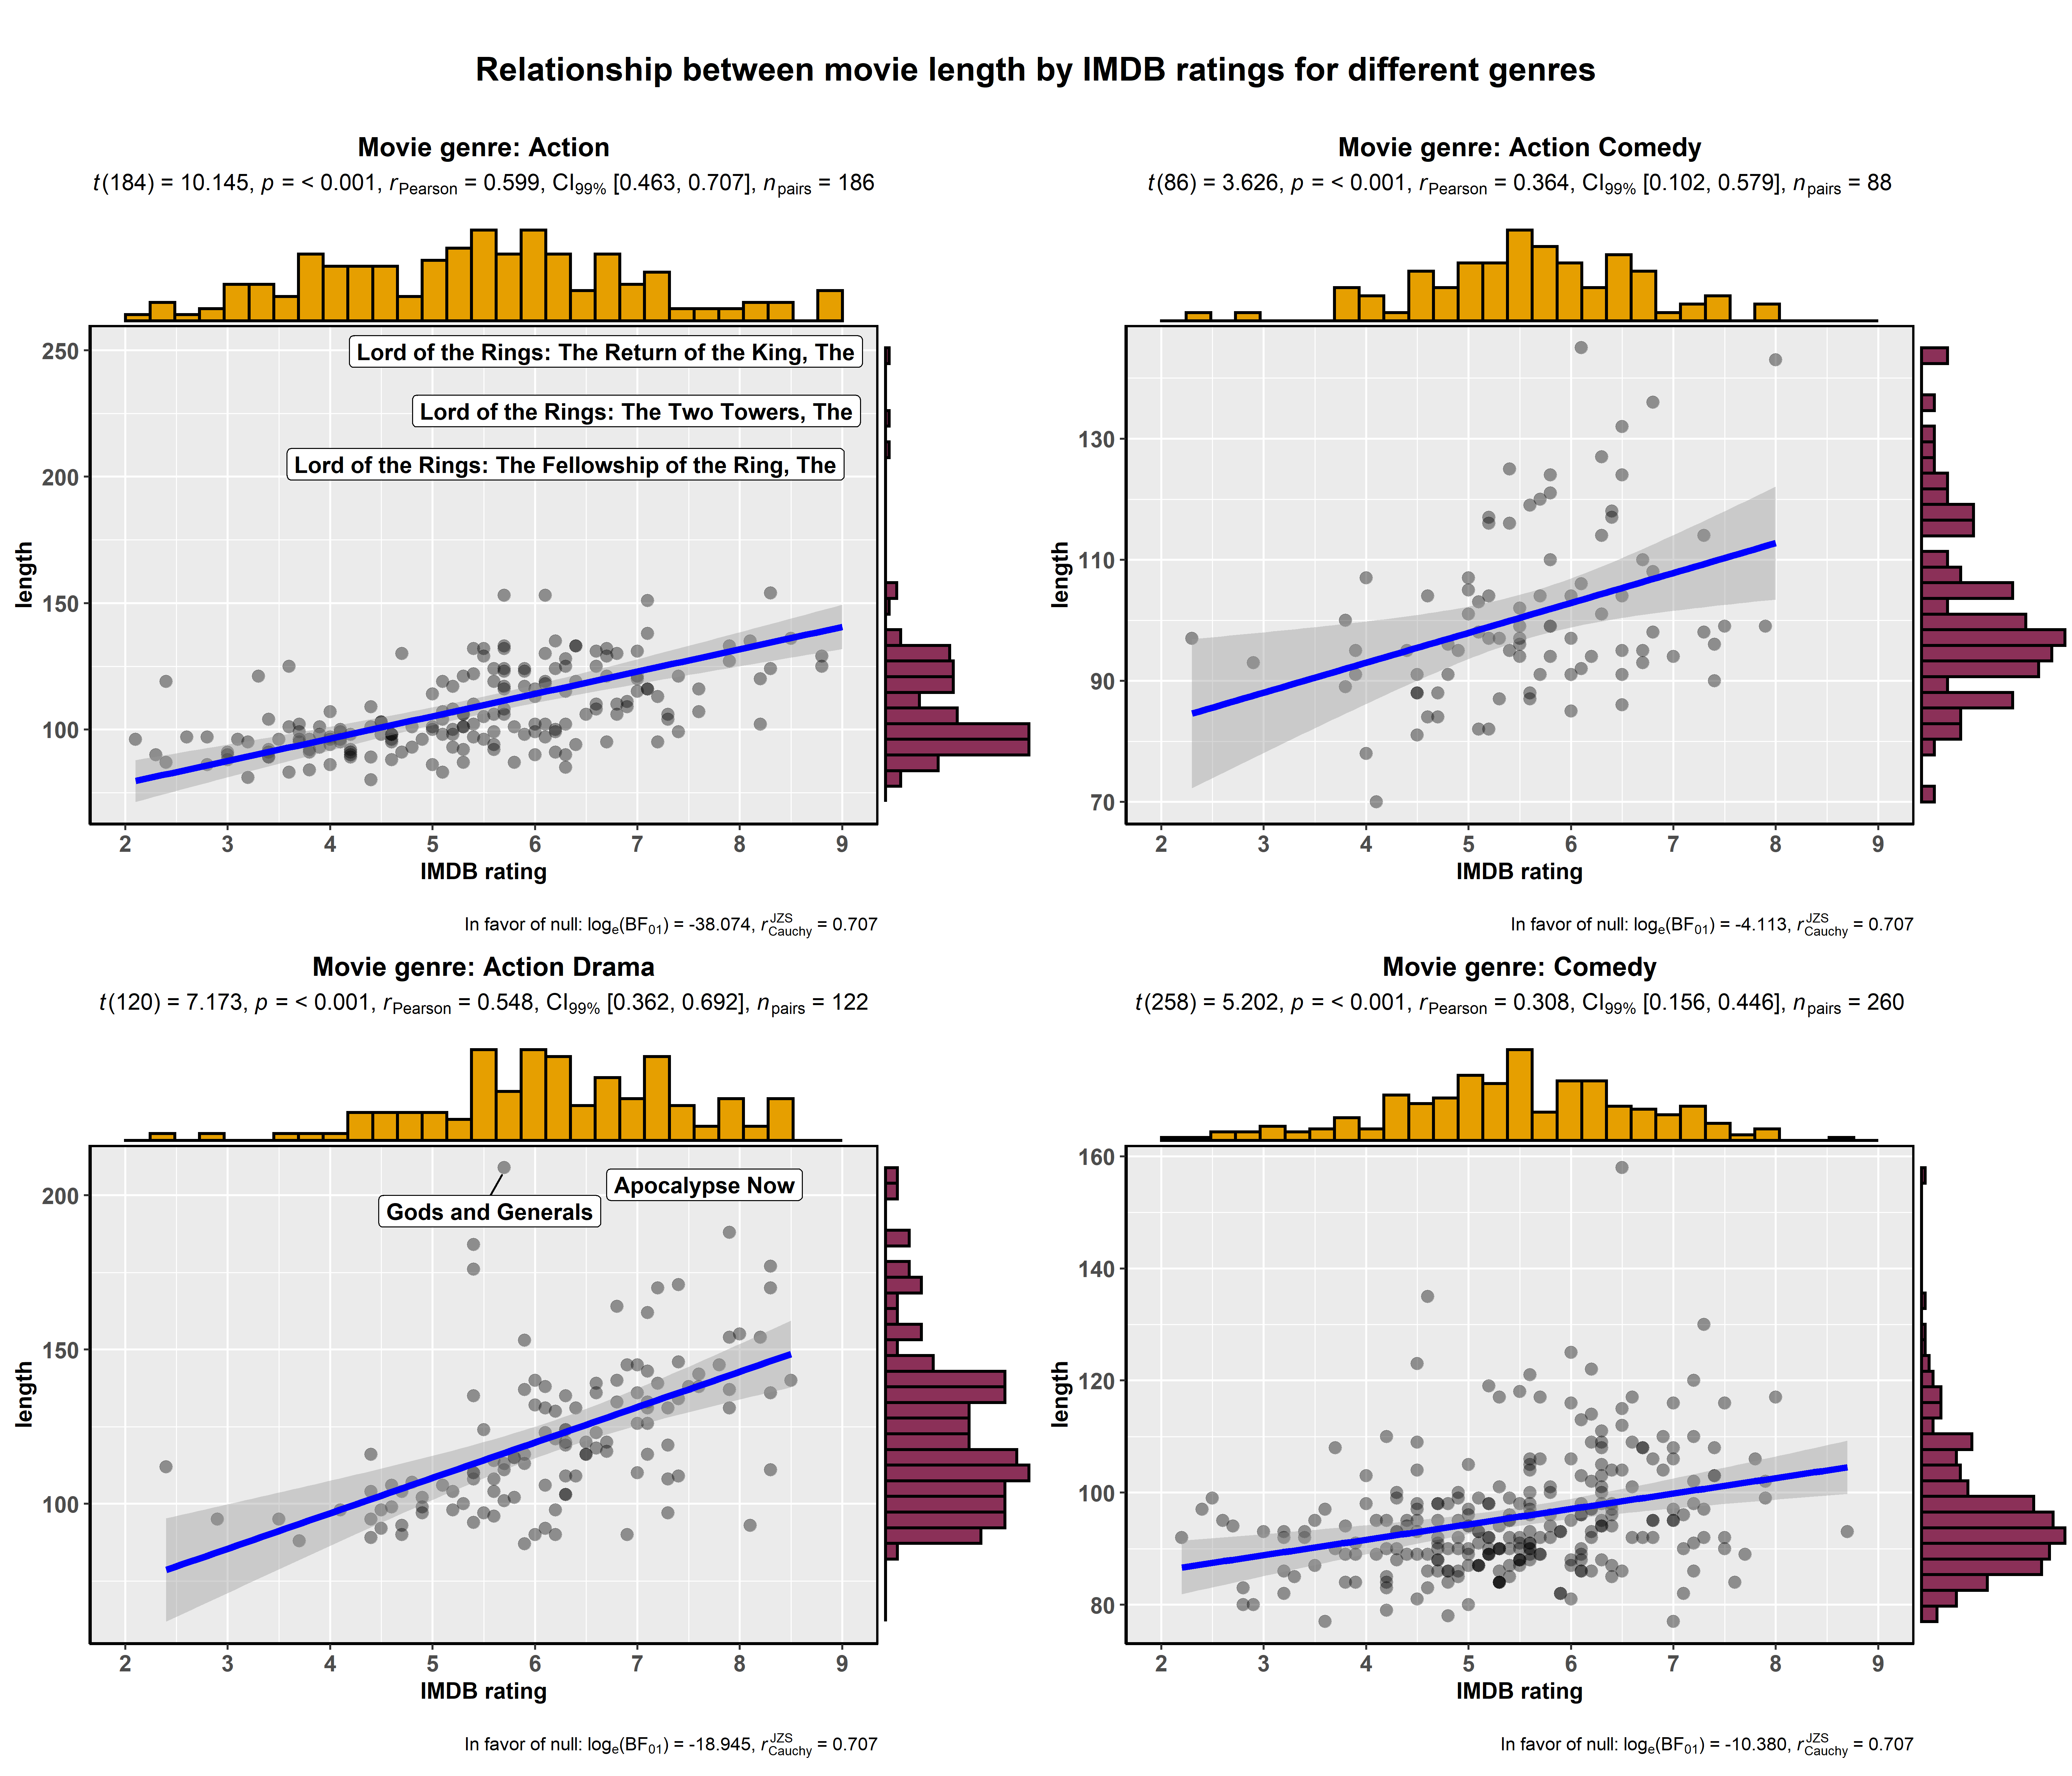 Relationship between movie length by IMDB ratings for different genres
Movie genre: Action
t(184) = 10.145, p = < 0.001, rPearson = 0.599, CI99% [0.463, 0.707], npairs = 186
250
200
150
100
length
Lord of the Rings: The Return of the King, The
Lord of the Rings: The Two Towers, The
Lord of the Rings: The Fellowship of the Ring, The
2 3 4 5 6 7 8 9
IMDB rating
In favor of null: loge(BF01) = -38.074, rCauchy JZS = 0.707
Movie genre: Action Comedy
t(86) = 3.626, p = < 0.001, rPearson = 0.364, CI99% [0.102, 0.579], npairs = 88
130
110
90
70
length
2 3 4 5 6 7 8 9
IMDB rating
In favor of null: loge(BF01) = -4.113, rCauchy JZS = 0.707
Movie genre: Action Drama
t(120) = 7.173, p = < 0.001, rPearson = 0.548, CI99% [0.362, 0.692], npairs = 122
200
150
100
length
Apocalypse Now
Gods and Generals
2 3 4 5 6 7 8 9
IMDB rating
In favor of null: loge(BF01) = -18.945, rCauchy JZS = 0.707
Movie genre: Comedy
t(258) = 5.202, p = < 0.001, rPearson = 0.308, CI99% [0.156, 0.446], npairs = 260
160
140
120
100
80
length
2 3 4 5 6 7 8 9
IMDB rating
In favor of null: loge(BF01) = -10.380, rCauchy JZS = 0.707